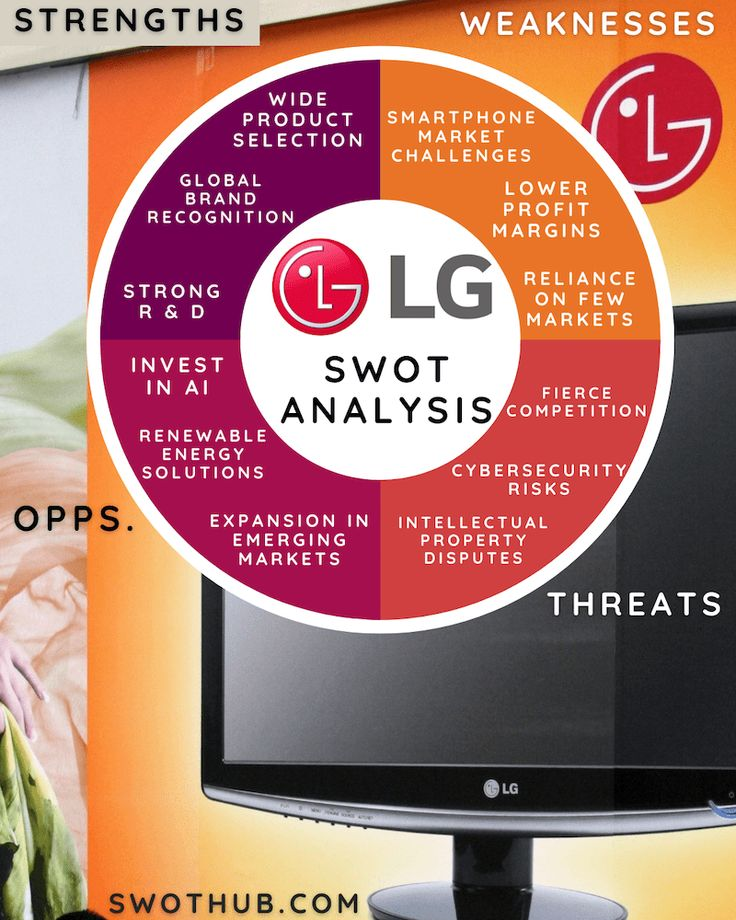 STRENGTHS
WEAKNESSES
WIDE
PRODUCT
SELECTION
GLOBAL
BRAND
RECOGNITION
STRONG
R & D
SMARTPHONE
MARKET
CHALLENGES
LOWER
PROFIT
MARGINS
RELIANCE
ON FEW
MARKETS
LG
LG LG
SWOT
ANALYSIS
INVEST
IN AI
RENEWABLE
ENERGY
SOLUTIONS
EXPANSION IN
EMERGING
MARKETS
OPPS.
FIERCE
COMPETITION
CYBERSECURITY
RISKS
INTELLECTUAL
PROPERTY
DISPUTES
THREATS
LG
SWOTHUB.COM